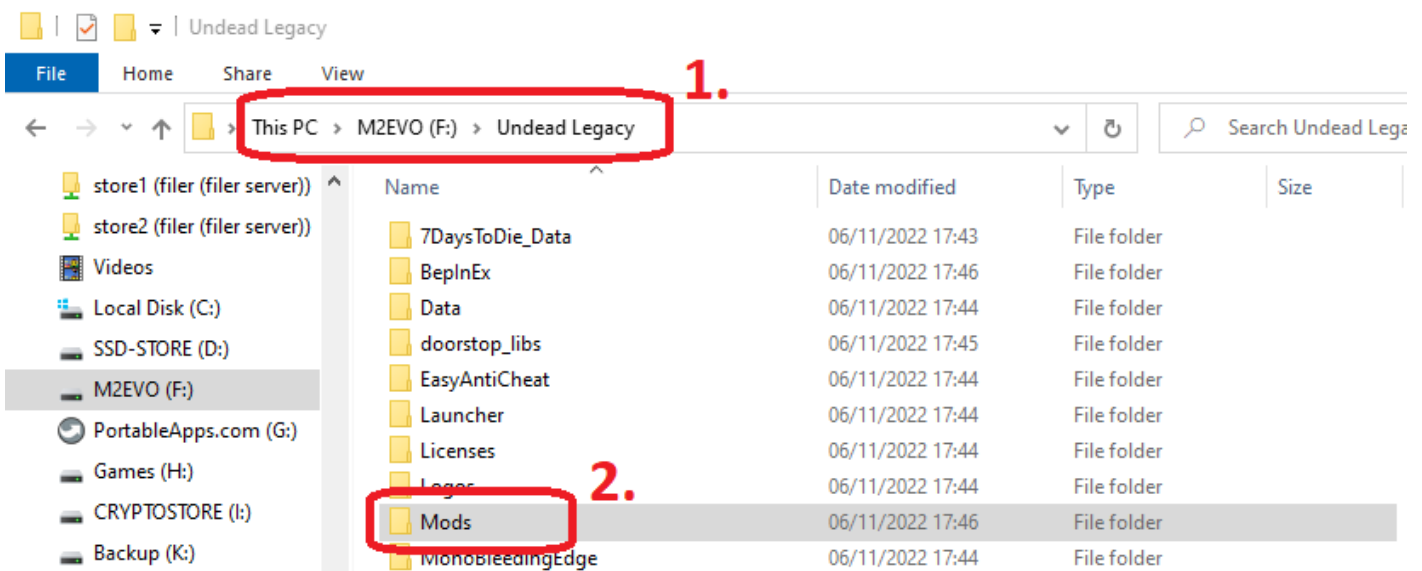 Undead Legacy
File Home Share View
1.
This PC > M2EVO (F:) > Undead Legacy
Search Undead Lega
Name Date modified Type Size
store1 (filer (filer server))
store2 (filer (filer server))
Videos
Local Disk (C:)
SSD-STORE (D:)
M2EVO (F:)
PortableApps.com (G:)
Games (H:)
CRYPTOSTORE (I:)
Backup (K:)
7DaysToDie_Data 06/11/2022 17:43 File folder
BepInEx 06/11/2022 17:46 File folder
Data 06/11/2022 17:44 File folder
doorstop_libs 06/11/2022 17:45 File folder
EasyAntiCheat 06/11/2022 17:44 File folder
Launcher 06/11/2022 17:44 File folder
Licenses 06/11/2022 17:44 File folder
Logos 06/11/2022 17:44 File folder
2.
Mods 06/11/2022 17:46 File folder
MonoBleedingEdge 06/11/2022 17:44 File folder